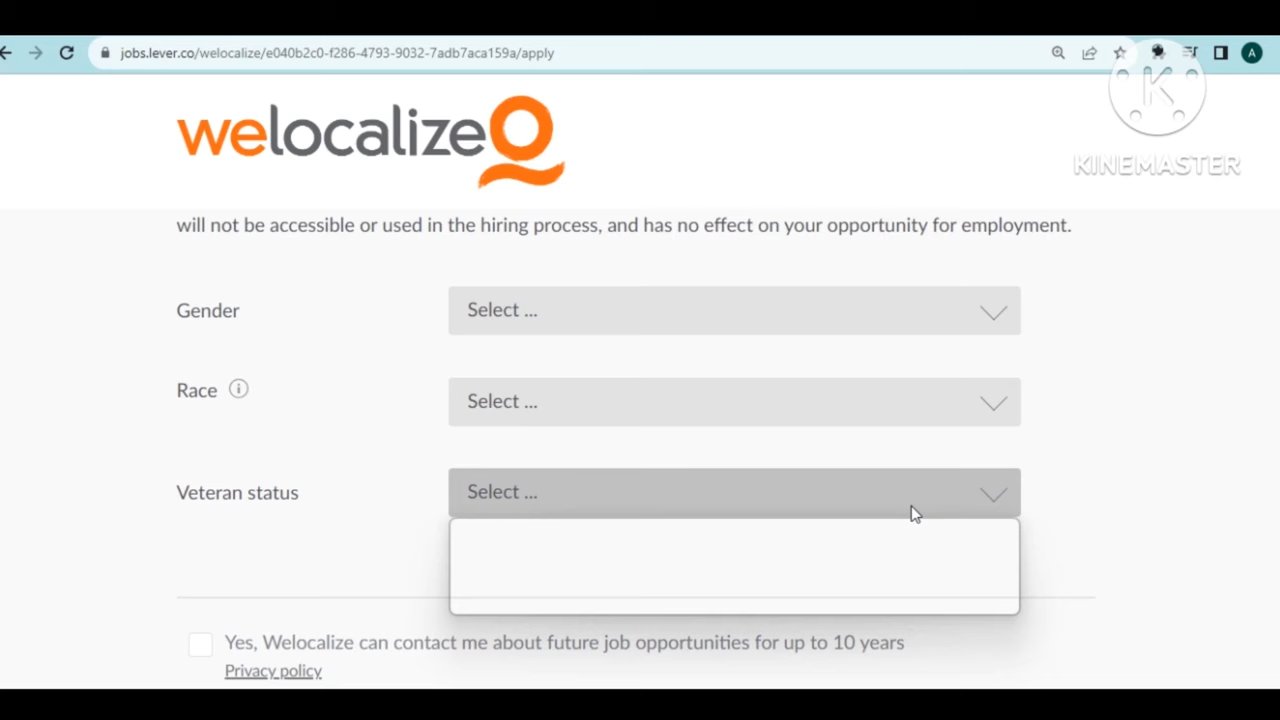 jobs.lever.co/welocalize/e040b2c0-f286-4793-9032-7adb7aca159a/apply
A
welocalize
K
KINEMASTER
will not be accessible or used in the hiring process, and has no effect on your opportunity for employment.
Gender
Select ...
Race
Select ...
Veteran status
Select ...
Yes, Welocalize can contact me about future job opportunities for up to 10 years
Privacy policy